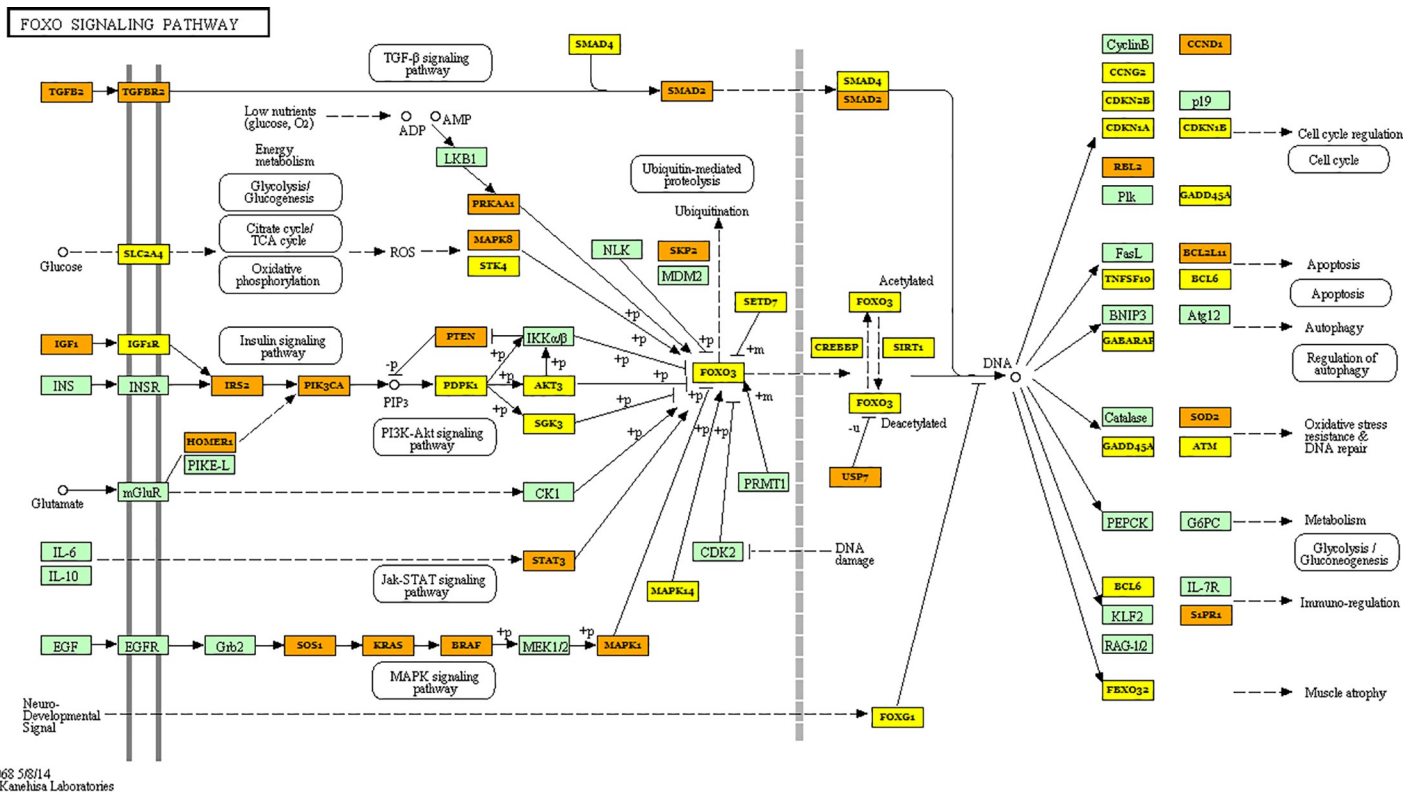 FOXO SIGNALING PATHWAY
TGF-β signaling
pathway
SMAD4
TGFB2
TGFBR2
SMAD2
SMAD4
SMAD2
Low nutrients
(glucose, O2)
ADP
AMP
LKB1
PRKAA1
Energy
metabolism
Glycolysis/
Glucogenesis
Citrate cycle/
TCA cycle
Oxidative
phosphorylation
Glucose
SLC2A4
ROS
MAPK8
STK4
Ubiquitin-mediated
proteolysis
Ubiquitination
NLK
SKP2
MDM2
SETD7
+p
+p
+p
+m
IGF1
IGF1R
Insulin signaling
pathway
PTEN
IKKα/β
+p
INS
INSR
IRS2
PIK3CA
-p
PIP3
PDPK1
+p
+p
+p
+p
AKT3
+p
SGK3
+p
FOXO3
PI3K-Akt signaling
pathway
HOMER1
PIKE-L
Glutamate
mGluR
CK1
+p
+p
+p
+p
+p
+m
PRMT1
Acetylated
FOXO3
CREBBP
SIRT1
FOXO3
Deacetylated
-u
USP7
IL-6
IL-10
STAT3
Jak-STAT signaling
pathway
CDK2
DNA
damage
MAPK14
EGF
EGFR
Grb2
SOS1
KRAS
BRAF
+p
MEK1/2
+p
MAPK1
MAPK signaling
pathway
Neuro-
Developmental
Signal
FOXG1
DNA
CyclinB
CCND1
CCNG2
CDKN2B
p19
CDKN1A
CDKN1B
Cell cycle regulation
Cell cycle
RBL2
Plk
GADD45A
FasL
BCL2L11
Apoptosis
TNFSF10
BCL6
Apoptosis
BNIP3
Atg12
Autophagy
GABARAP
Regulation of
autophagy
Catalase
SOD2
Oxidative stress
resistance &
DNA repair
GADD45A
ATM
PEPCK
G6PC
Metabolism
Glycolysis /
Gluconeogenesis
BCL6
IL-7R
Immuno-regulation
KLF2
S1PR1
RAG-1/2
FBXO32
Muscle atrophy
68 5/8/14
Kanehisa Laboratories